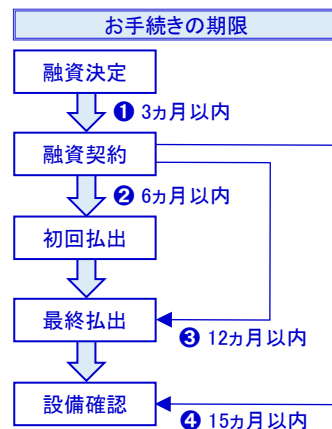 お手続きの期限
融資決定
❶ 3ヵ月以内
融資契約
❷ 6ヵ月以内
初回払出
最終払出
❸ 12ヵ月以内
設備確認
❹ 15ヵ月以内